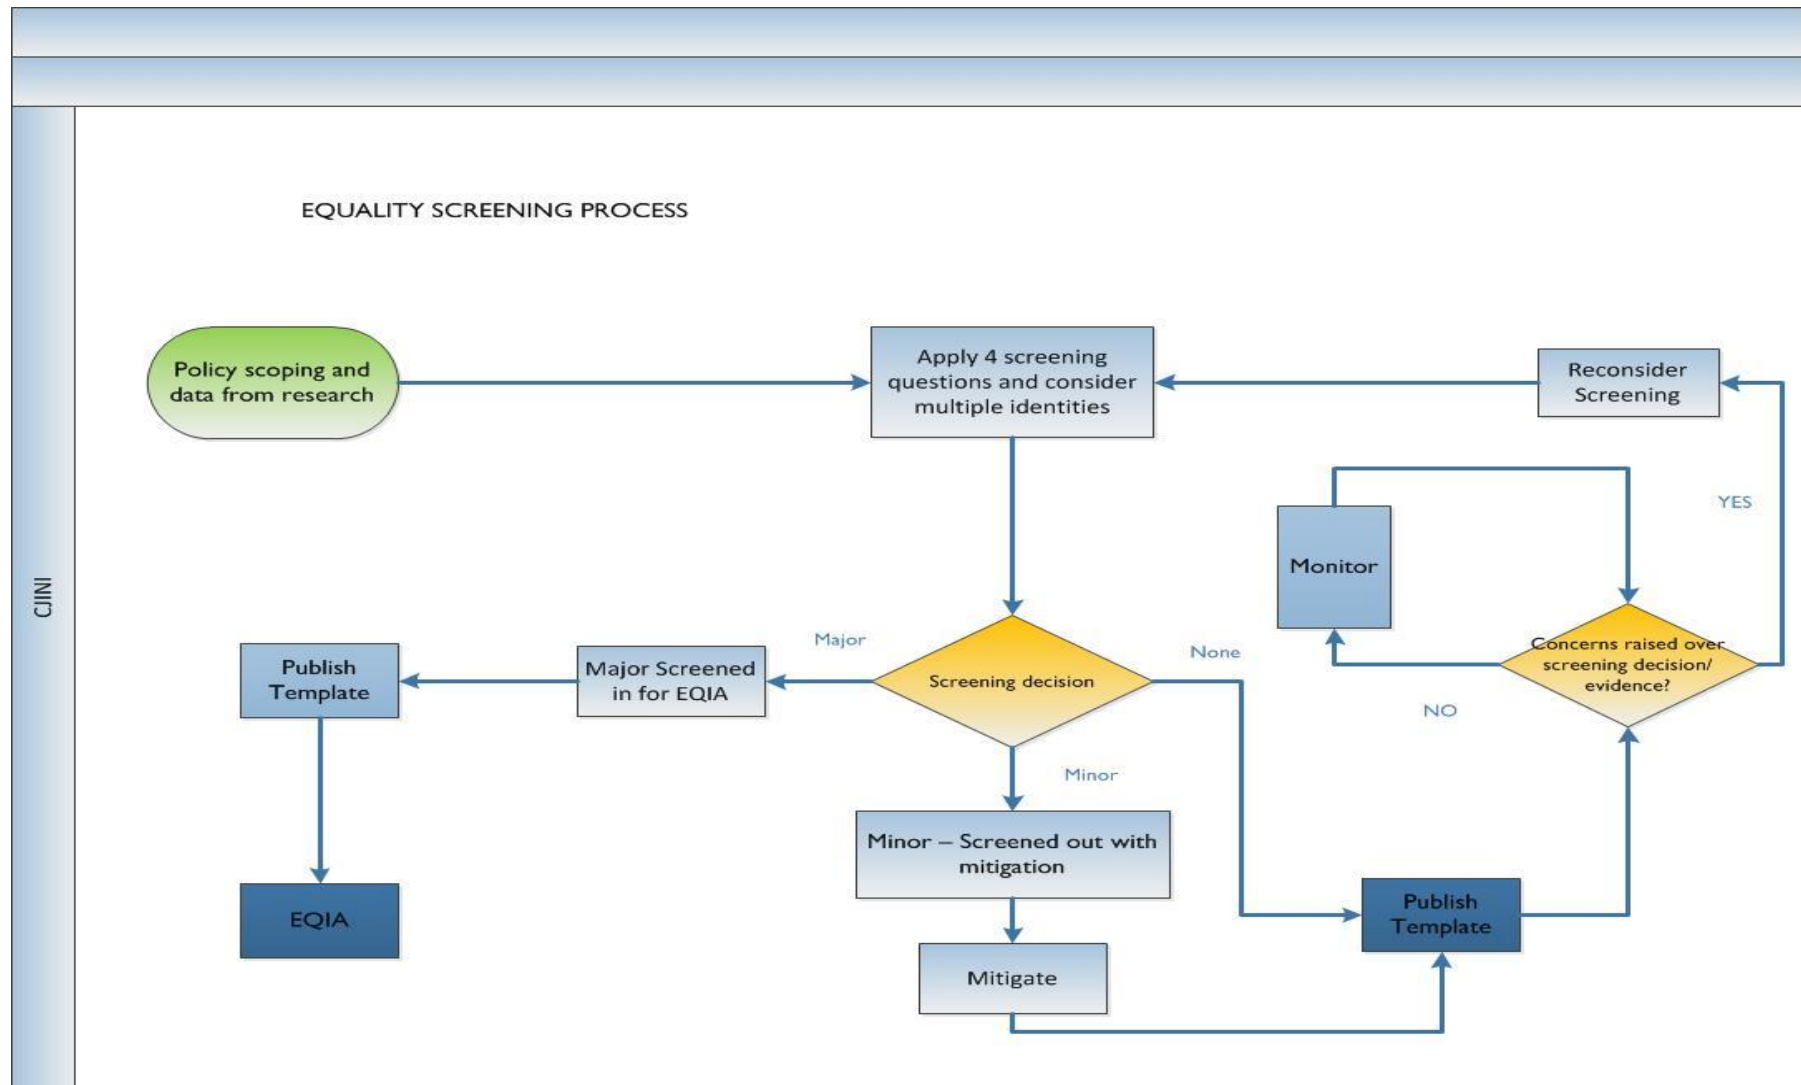 EQUALITY SCREENING PROCESS
CJINI
Policy scoping and
data from research
Apply 4 screening
questions and consider
multiple identities
Reconsider
Screening
YES
Monitor
Concerns raised over
screening decision/
evidence?
NO
Major
None
Publish
Template
Major Screened
in for EQIA
Screening decision
Minor
Minor – Screened out with
mitigation
EQIA
Publish
Template
Mitigate